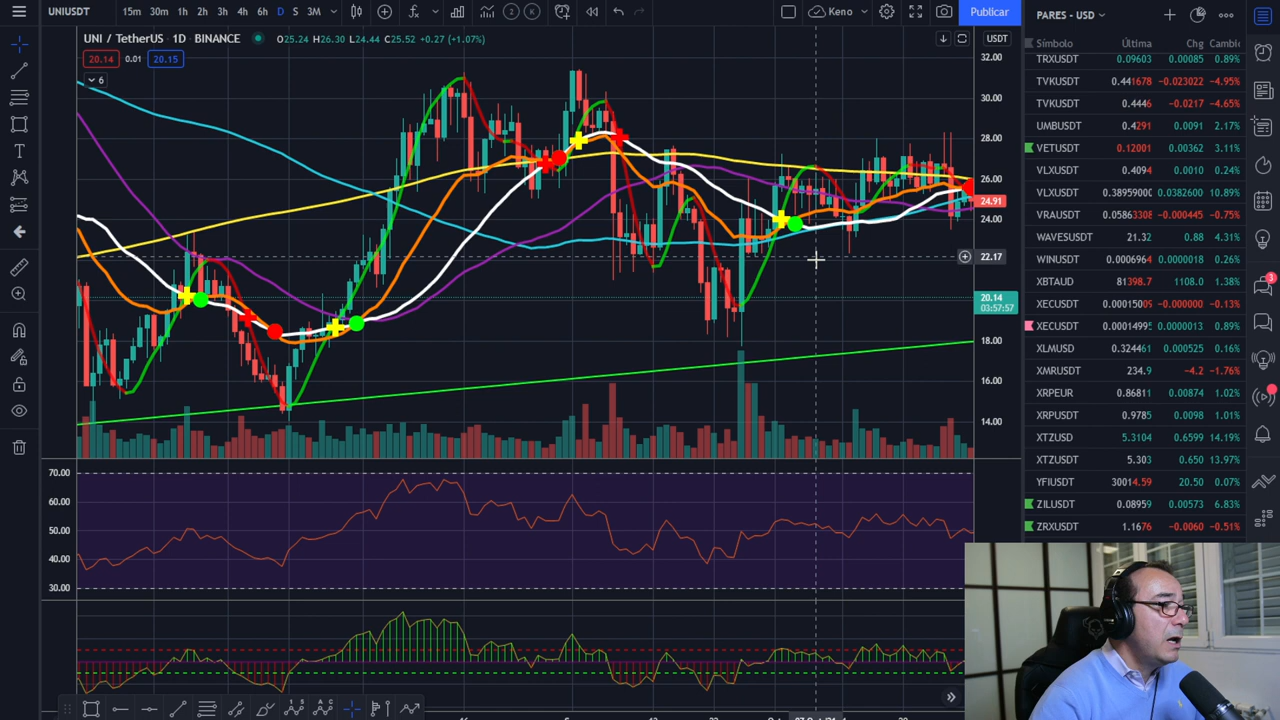 UNIUSDT 15m 30m 1h 2h 3h 4h 6h D S 3M 2 K Keno Publicar
PARES - USD
UNI / TetherUS · 1D · BINANCE O25.24 H26.30 L24.44 C25.52 +0.27 (+1.07%)
20.14 0.01 20.15
6
USDT
32.00
30.00
28.00
26.00
24.91
24.00
22.17
20.14
03:57:57
18.00
16.00
14.00
70.00
60.00
50.00
40.00
30.00
Símbolo Última Chg Cambic
TRXUSDT 0.09603 0.00085 0.89%
TVKUSDT 0.441678 -0.023022 -4.95%
TVKUSDT 0.4446 -0.0217 -4.65%
UMBUSDT 0.4291 0.0091 2.17%
VETUSDT 0.12001 0.00362 3.11%
VLXUSDT 0.4094 0.0010 0.24%
VLXUSDT 0.3895900 0.0382600 10.89%
VRAUSDT 0.0586330 -0.000445 -0.75%
WAVESUSDT 21.32 0.88 4.31%
WINUSDT 0.0006964 0.0000018 0.26%
XBTAUD 81398.7 1108.0 1.38%
XECUSDT 0.0001500 -0.000000 -0.13%
XECUSDT 0.0001499 0.0000013 0.89%
XLMUSD 0.324461 0.000525 0.16%
XMRUSDT 234.9 -4.2 -1.76%
XRPEUR 0.86811 0.00874 1.02%
XRPUSDT 0.9785 0.0098 1.01%
XTZUSD 5.3104 0.6599 14.19%
XTZUSDT 5.303 0.650 13.97%
YFIUSDT 30014.59 20.50 0.07%
ZILUSDT 0.08959 0.00573 6.83%
ZRXUSDT 1.1676 -0.0060 -0.51%
3